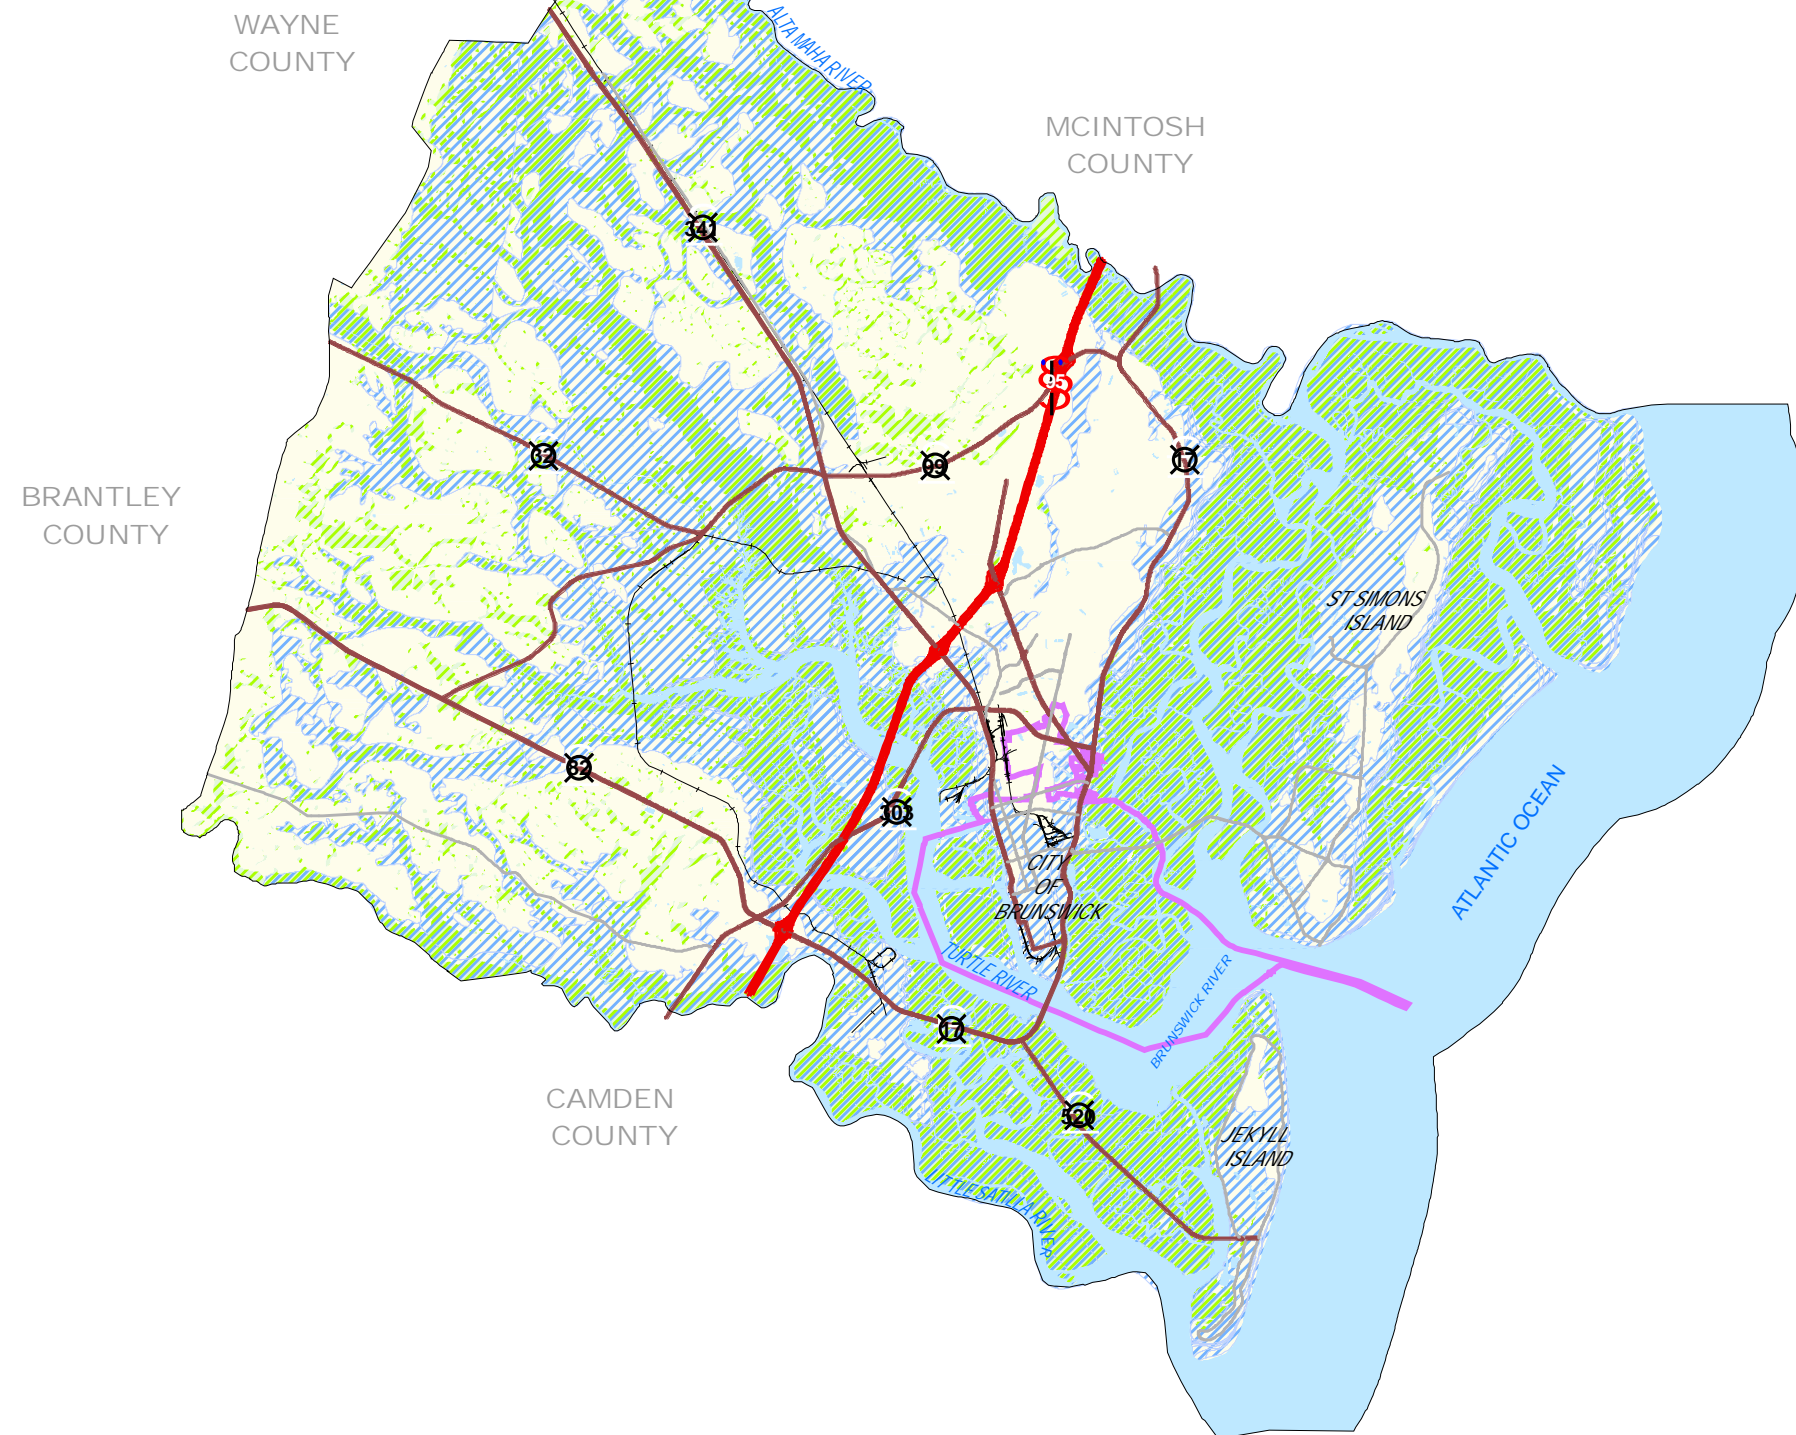 WAYNE
COUNTY
ALTAMAHA RIVER
MCINTOSH
COUNTY
341
95
32
99
17
BRANTLEY
COUNTY
ST SIMONS
ISLAND
82
303
ATLANTIC OCEAN
CITY
OF
BRUNSWICK
TURTLE RIVER
BRUNSWICK RIVER
17
CAMDEN
COUNTY
520
JEKYLL
ISLAND
LITTLE SATILLA RIVER